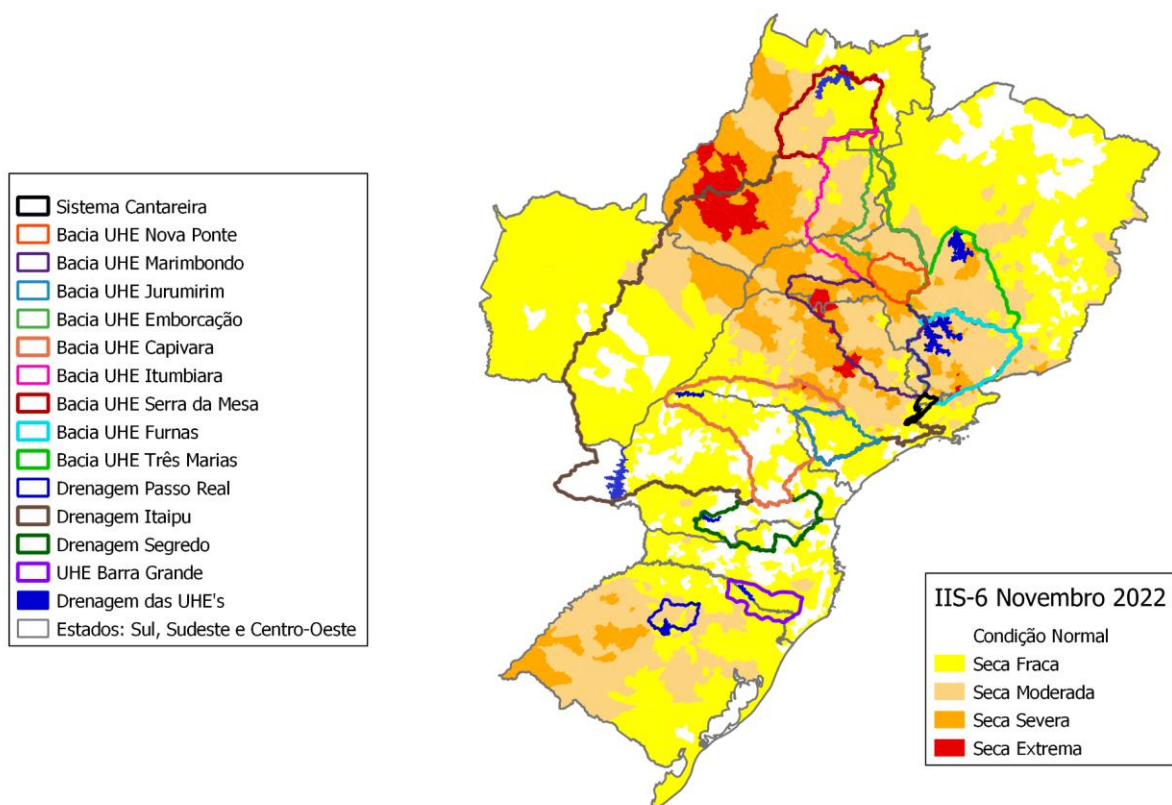 Sistema Cantareira
Bacia UHE Nova Ponte
Bacia UHE Marimbondo
Bacia UHE Jurumirim
Bacia UHE Emborcação
Bacia UHE Capivara
Bacia UHE Itumbiara
Bacia UHE Serra da Mesa
Bacia UHE Furnas
Bacia UHE Três Marias
Drenagem Passo Real
Drenagem Itaipu
Drenagem Segredo
UHE Barra Grande
Drenagem das UHE's
Estados: Sul, Sudeste e Centro-Oeste
IIS-6 Novembro 2022
Condição Normal
Seca Fraca
Seca Moderada
Seca Severa
Seca Extrema